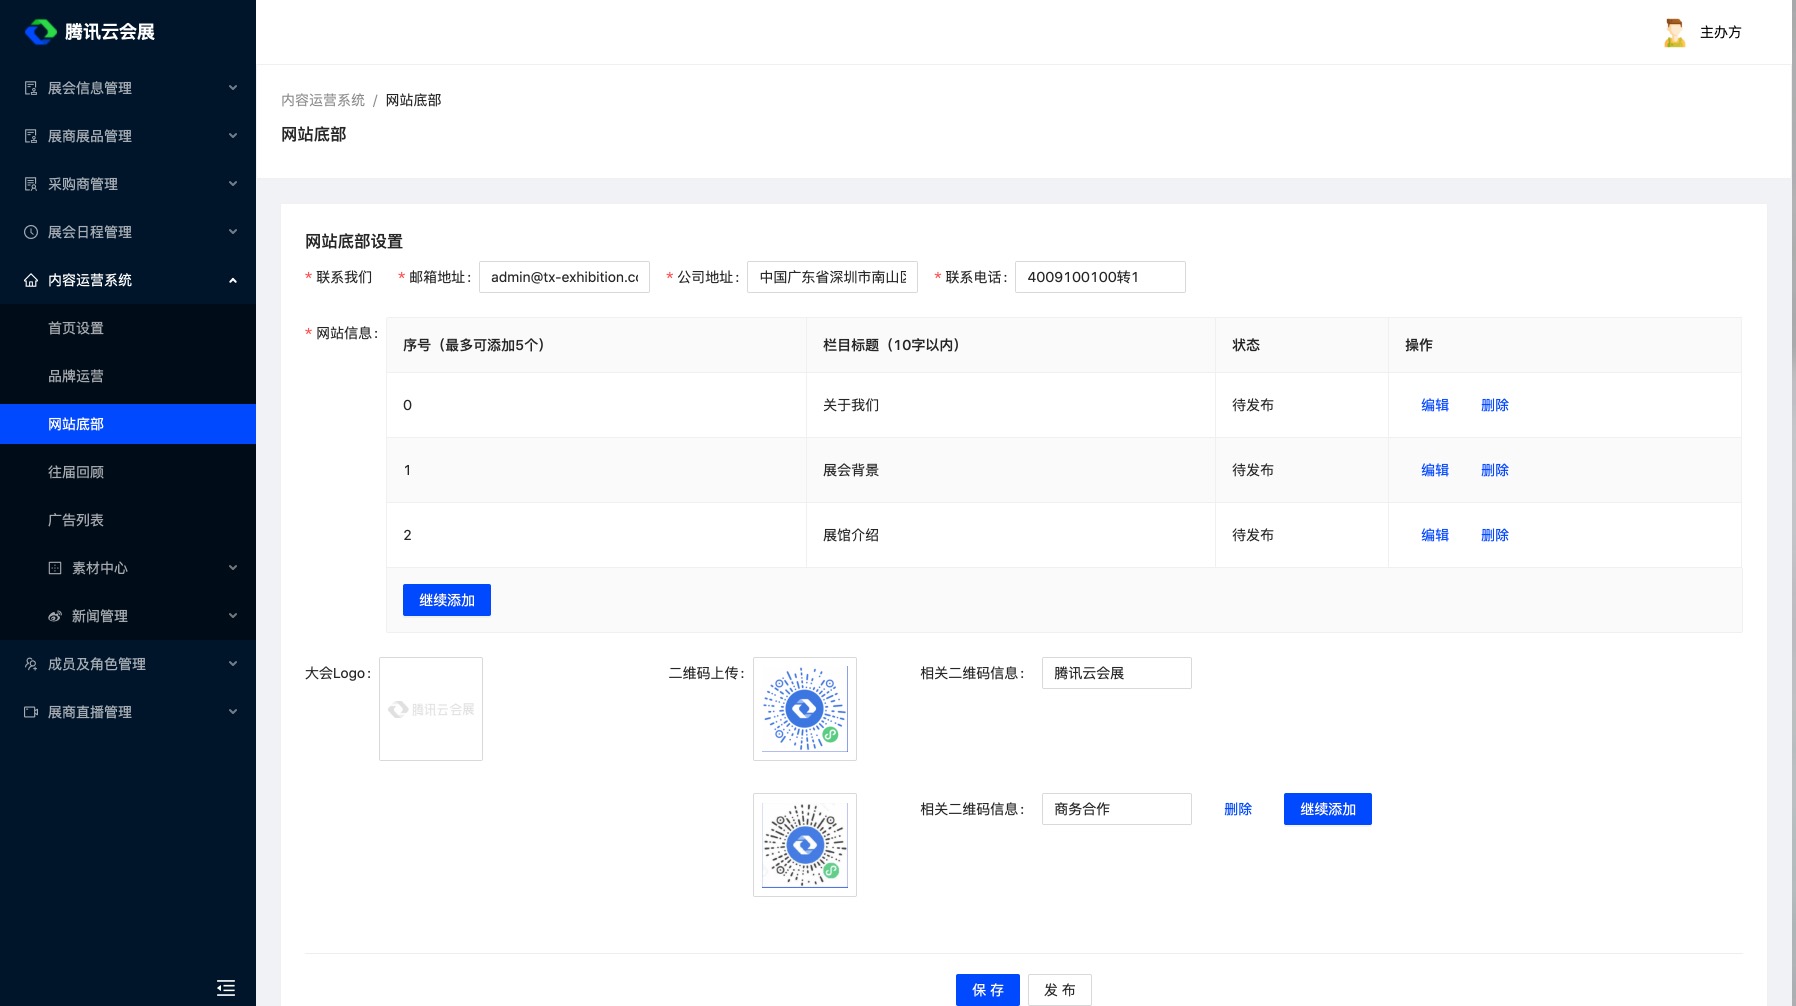 腾讯云会展
主办方
展会信息管理
展商展品管理
采购商管理
展会日程管理
内容运营系统
首页设置
品牌运营
网站底部
往届回顾
广告列表
素材中心
新闻管理
成员及角色管理
展商直播管理
内容运营系统 / 网站底部
网站底部
网站底部设置
* 联系我们 * 邮箱地址: admin@tx-exhibition.co * 公司地址: 中国广东省深圳市南山区 * 联系电话: 4009100100转1
* 网站信息:
序号（最多可添加5个） 栏目标题（10字以内） 状态 操作
0 关于我们 待发布 编辑 删除
1 展会背景 待发布 编辑 删除
2 展馆介绍 待发布 编辑 删除
继续添加
大会Logo: 腾讯云会展 二维码上传: 相关二维码信息: 腾讯云会展
相关二维码信息: 商务合作 删除 继续添加
保 存 发 布